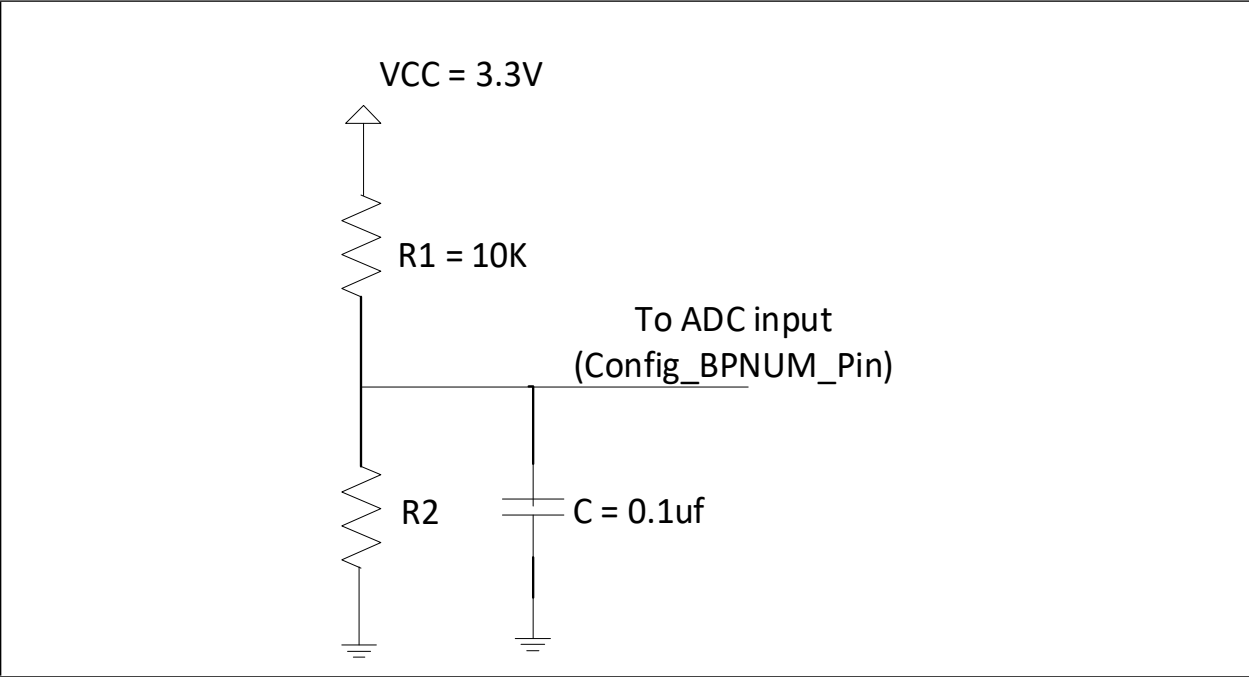 VCC = 3.3V
R1 = 10K
To ADC input
(Config_BPNUM_Pin)
R2
C = 0.1uf